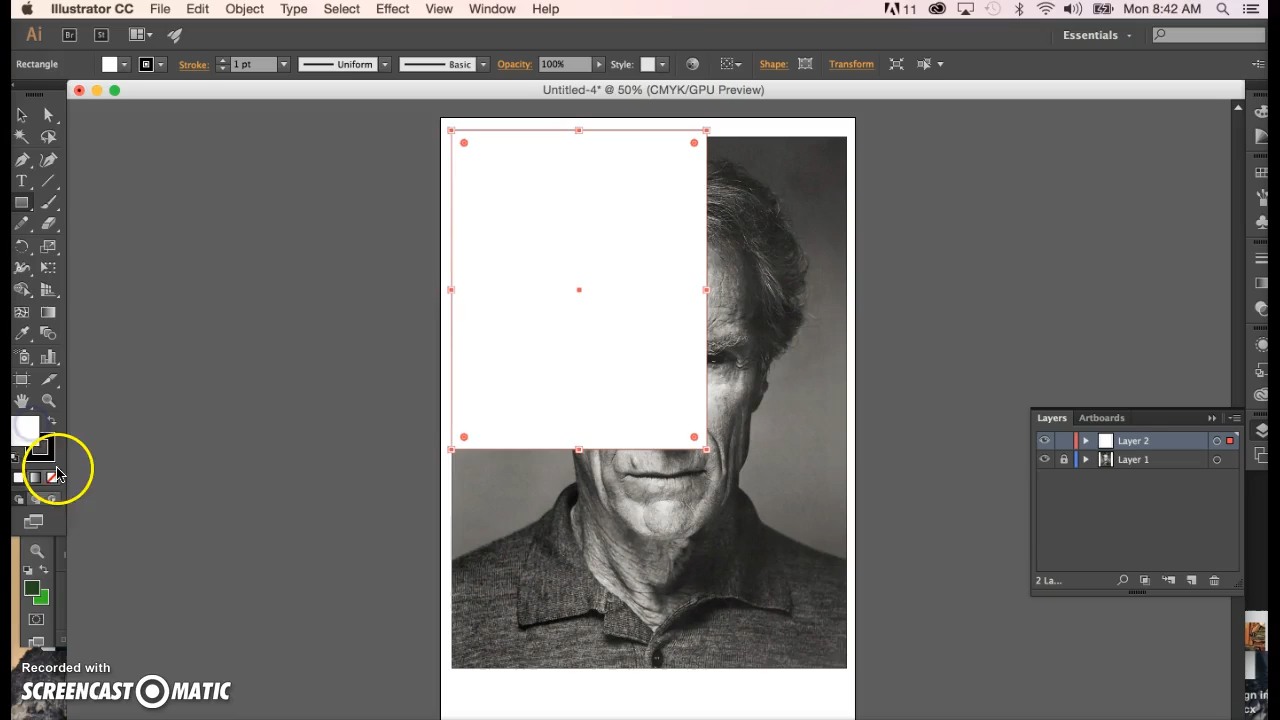 Illustrator CC File Edit Object Type Select Effect View Window Help
11 Mon 8:42 AM
Ai Br St Essentials
Rectangle Stroke: 1 pt Uniform Basic Opacity: 100% Style: Shape: Transform
Untitled-4* @ 50% (CMYK/GPU Preview)
T
Layers Artboards
Layer 2
Layer 1
2 La...
Recorded with
SCREENCAST MATIC